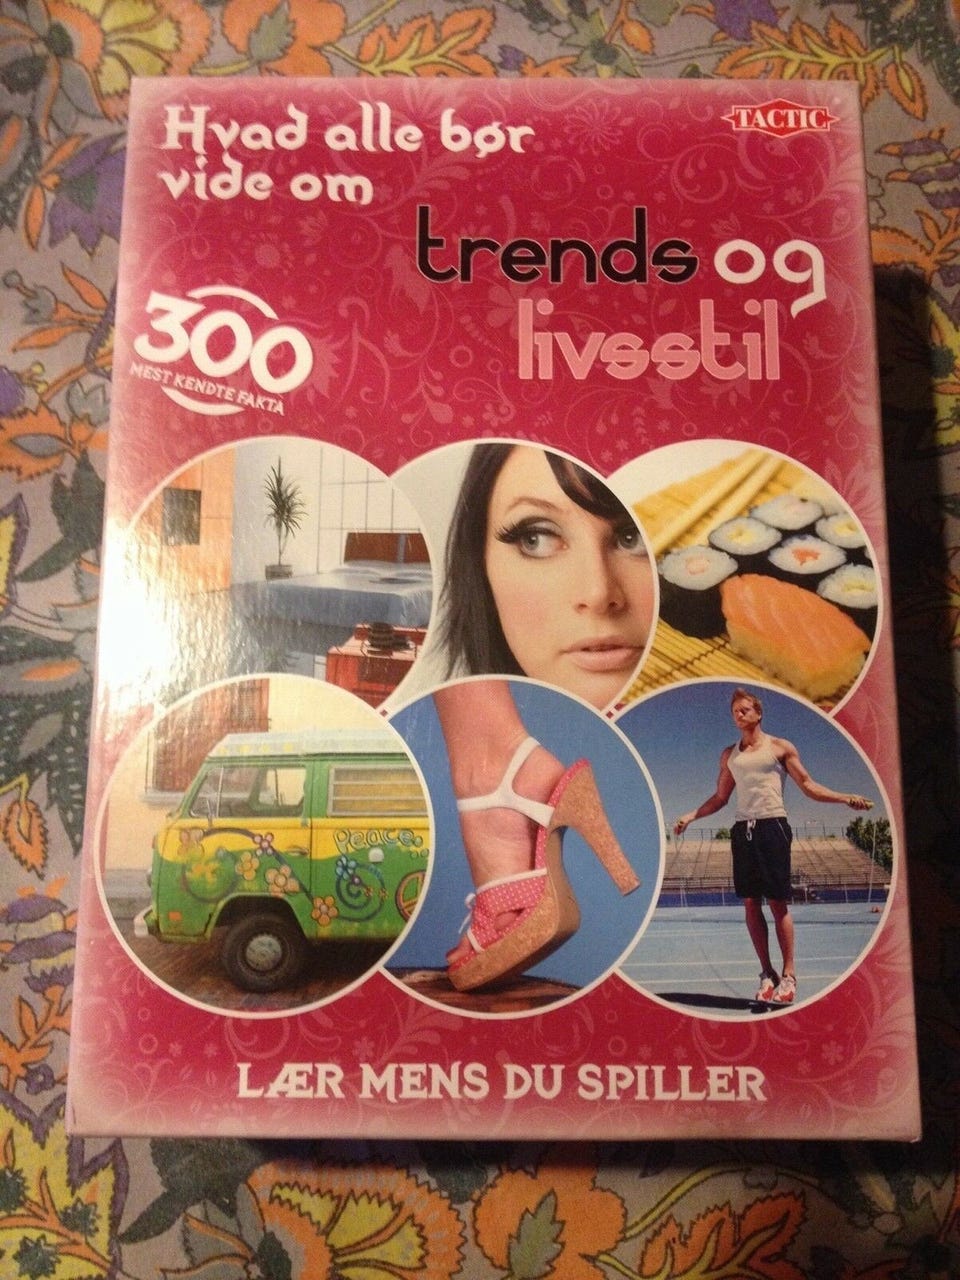 Hvad alle bør
vide om
TACTIC
trends og
livsstil
300
MEST KENDTE FAKTA
Peace
LÆR MENS DU SPILLER